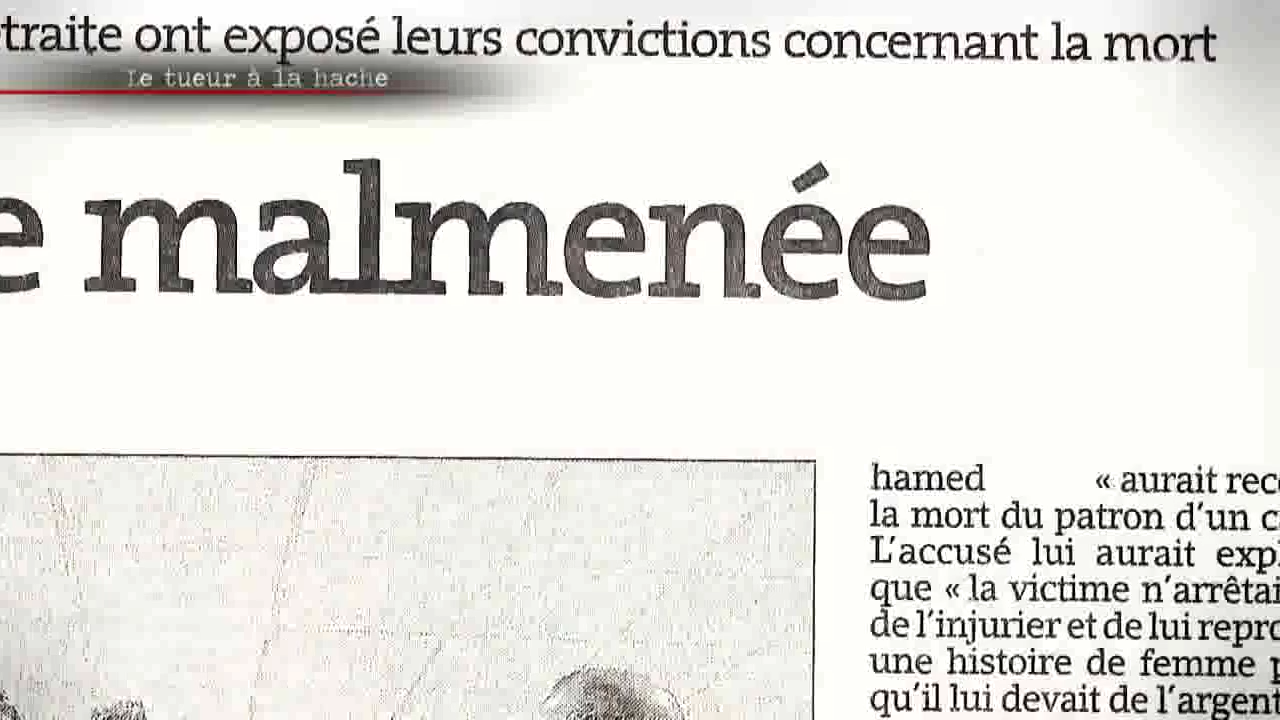 traite ont exposé leurs convictions concernant la mort
Le tueur à la hache
e malmenée
hamed « aurait rec
la mort du patron d'un c
L'accusé lui aurait exp
que « la victime n'arrêtai
de l'injurier et de lui repro
une histoire de femme p
qu'il lui devait de l'argent